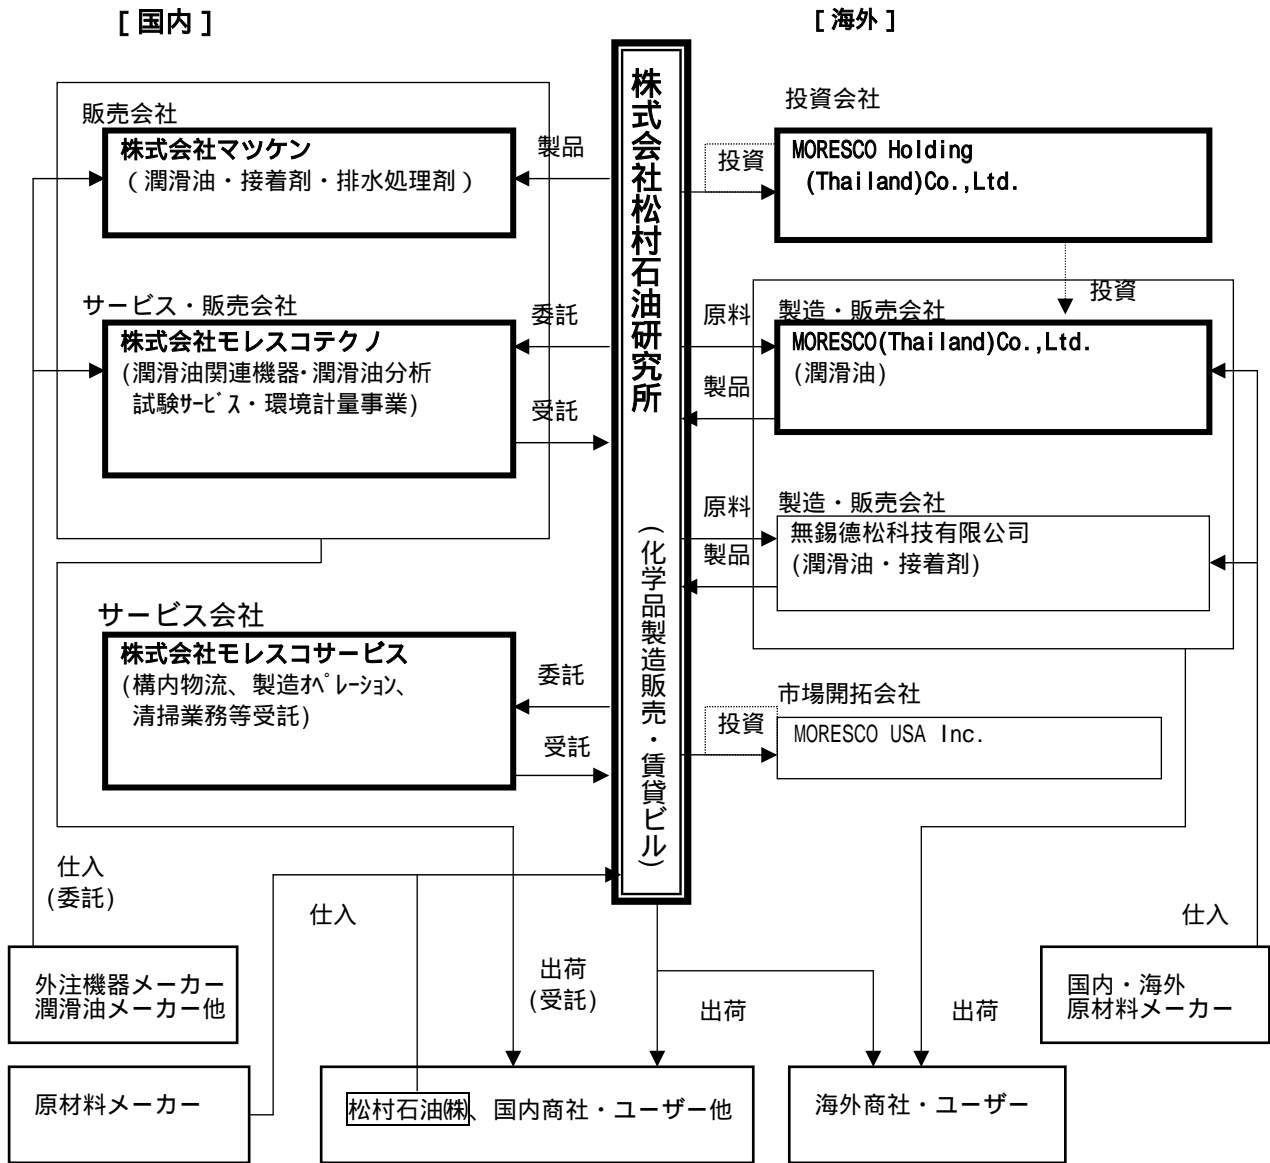 [ 国内 ]
[ 海外 ]
販売会社
株式会社マツケン
(潤滑油・接着剤・排水処理剤)
製品
サービス・販売会社
株式会社モレスコテクノ
(潤滑油関連機器・潤滑油分析
試験ｻｰﾋﾞｽ・環境計量事業)
委託
受託
サービス会社
株式会社モレスコサービス
(構内物流、製造ｵﾍﾟﾚｰｼｮﾝ、
清掃業務等受託)
委託
受託
株式会社松村石油研究所
(化学品製造販売・賃貸ビル)
投資会社
投資
MORESCO Holding
(Thailand)Co.,Ltd.
投資
製造・販売会社
原料
MORESCO(Thailand)Co.,Ltd.
(潤滑油)
製品
製造・販売会社
原料
無錫德松科技有限公司
(潤滑油・接着剤)
製品
市場開拓会社
投資
MORESCO USA Inc.
仕入
(委託)
仕入
仕入
外注機器メーカー
潤滑油メーカー他
出荷
(受託)
出荷
出荷
国内・海外
原材料メーカー
原材料メーカー
松村石油㈱、国内商社・ユーザー他
海外商社・ユーザー